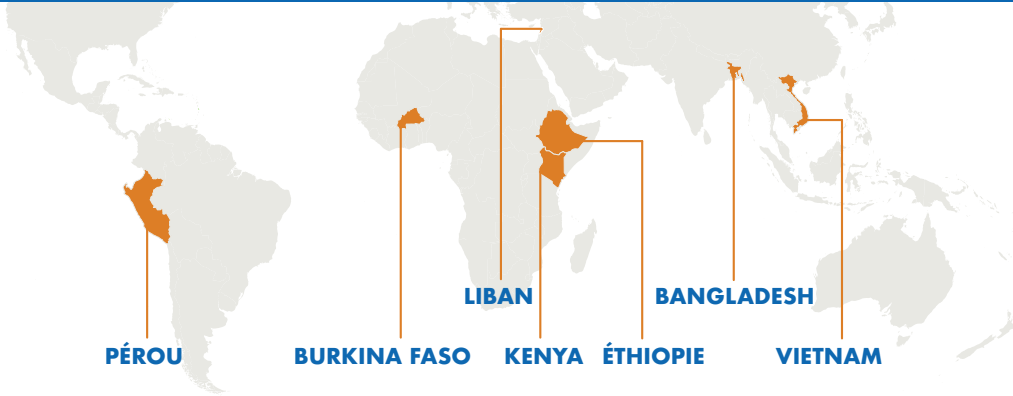 LIBAN
BANGLADESH
PÉROU
BURKINA FASO
KENYA
ÉTHIOPIE
VIETNAM